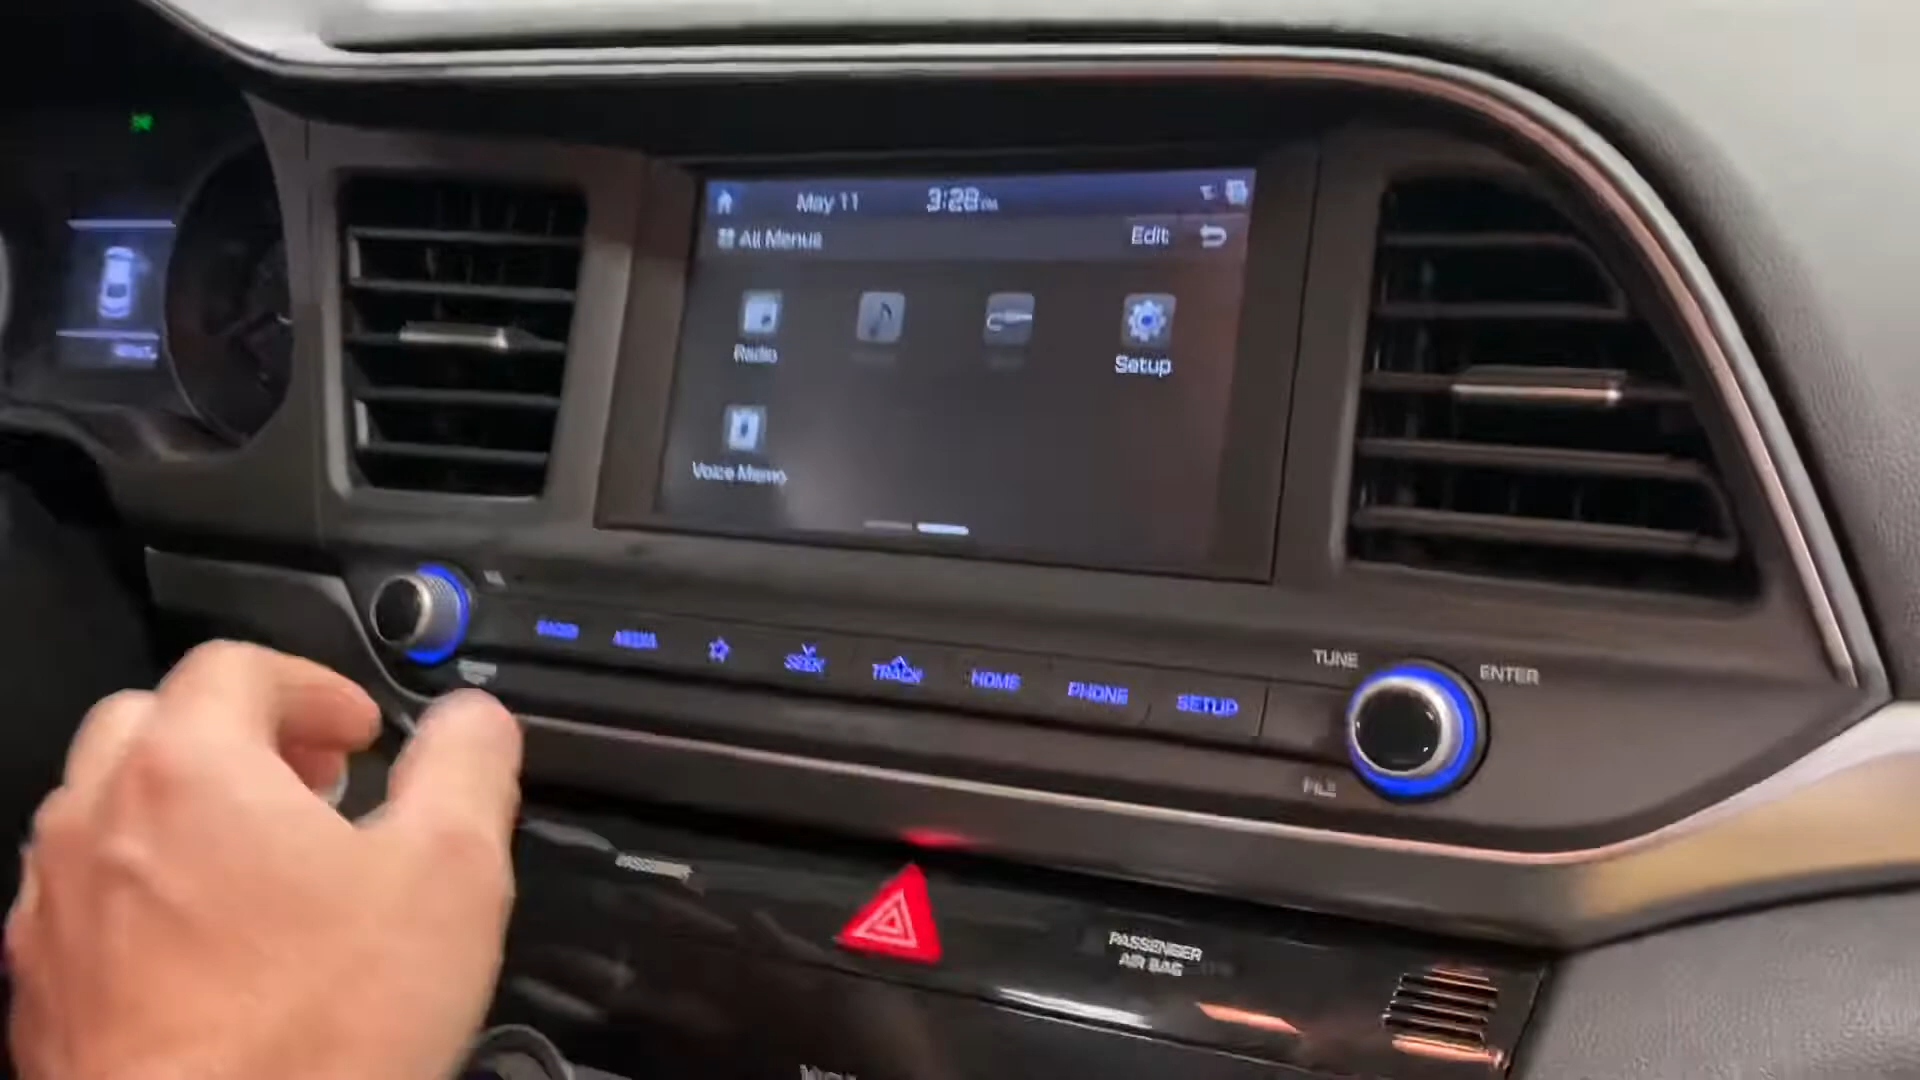 May 11 3:28
All Menus Edit
Radio
Setup
Voice Memo
RADIO MEDIA SEEK TRACK HOME PHONE SETUP
TUNE
ENTER
FILE
PASSENGER
PASSENGER
AIR BAG